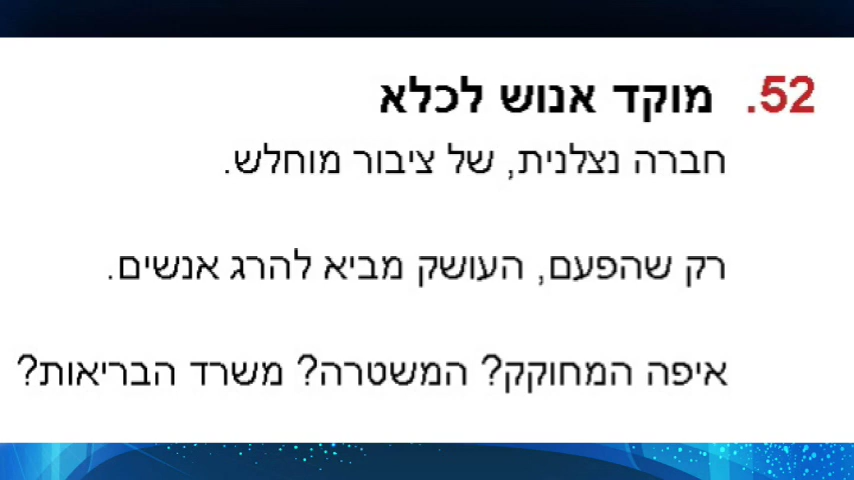 52. מוקד אנוש לכלא
חברה נצלנית, של ציבור מוחלש.
רק שהפעם, העושק מביא להרג אנשים.
איפה המחוקק? המשטרה? משרד הבריאות?